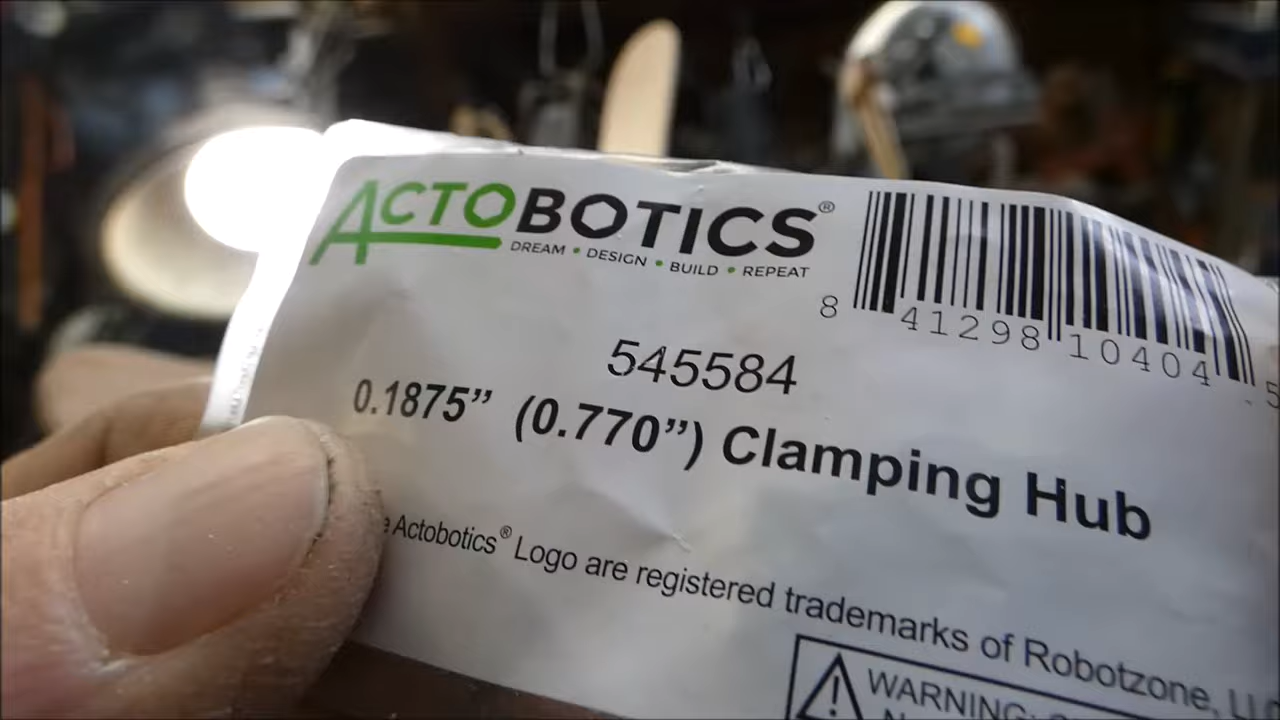 ACTOBOTICS®
DREAM • DESIGN • BUILD • REPEAT
8 41298 10404 5
545584
0.1875” (0.770”) Clamping Hub
Actobotics® Logo are registered trademarks of Robotzone,
WARNING: